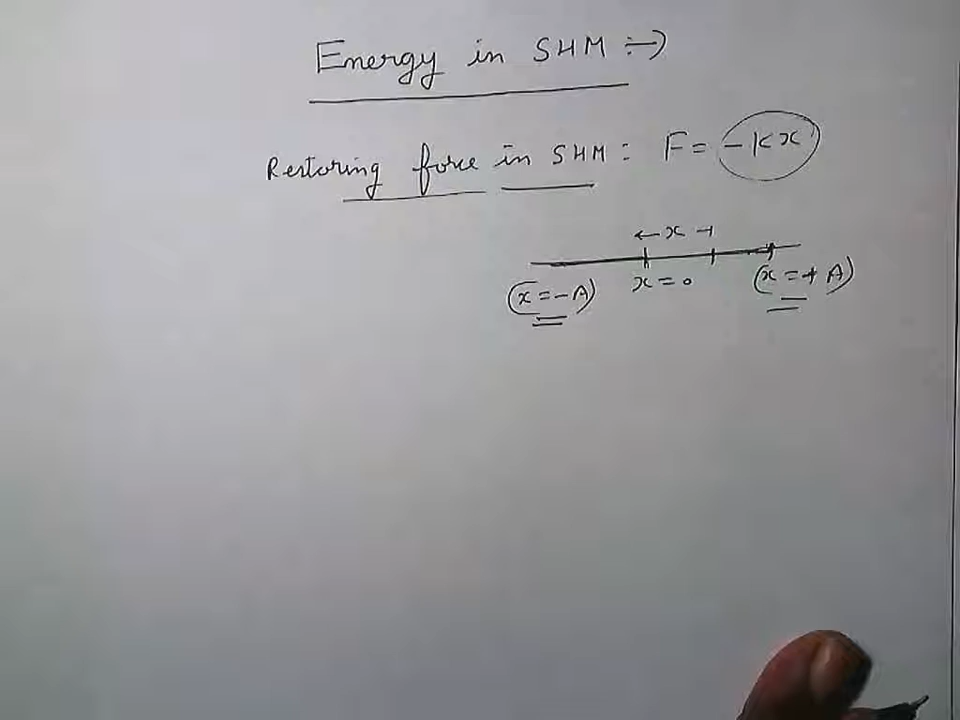 Energy in SHM :→
Restoring force in SHM : F = -kx
← x →
(x = -A) x = 0 (x = + A)